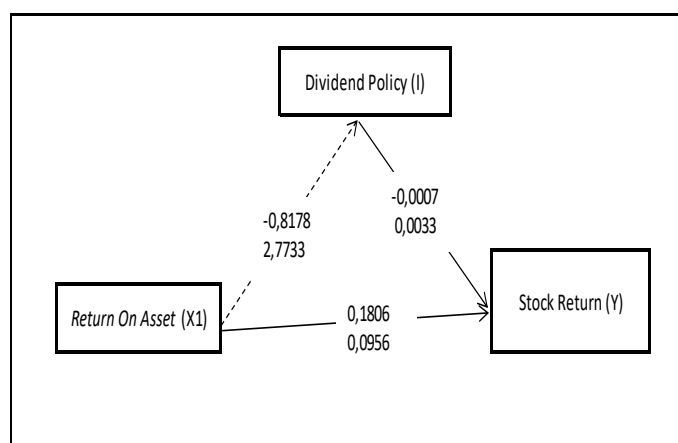 Dividend Policy (I)
-0,8178
2,7733
-0,0007
0,0033
Return On Asset (X1)
0,1806
0,0956
Stock Return (Y)